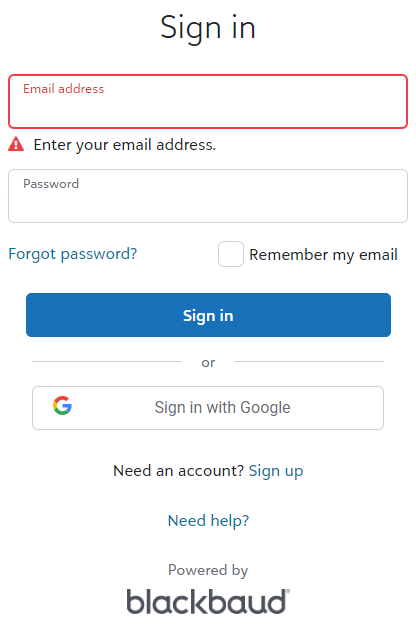 Sign in
Email address
Enter your email address.
Password
Forgot password?
Remember my email
Sign in
or
Sign in with Google
Need an account? Sign up
Need help?
Powered by
blackbaud